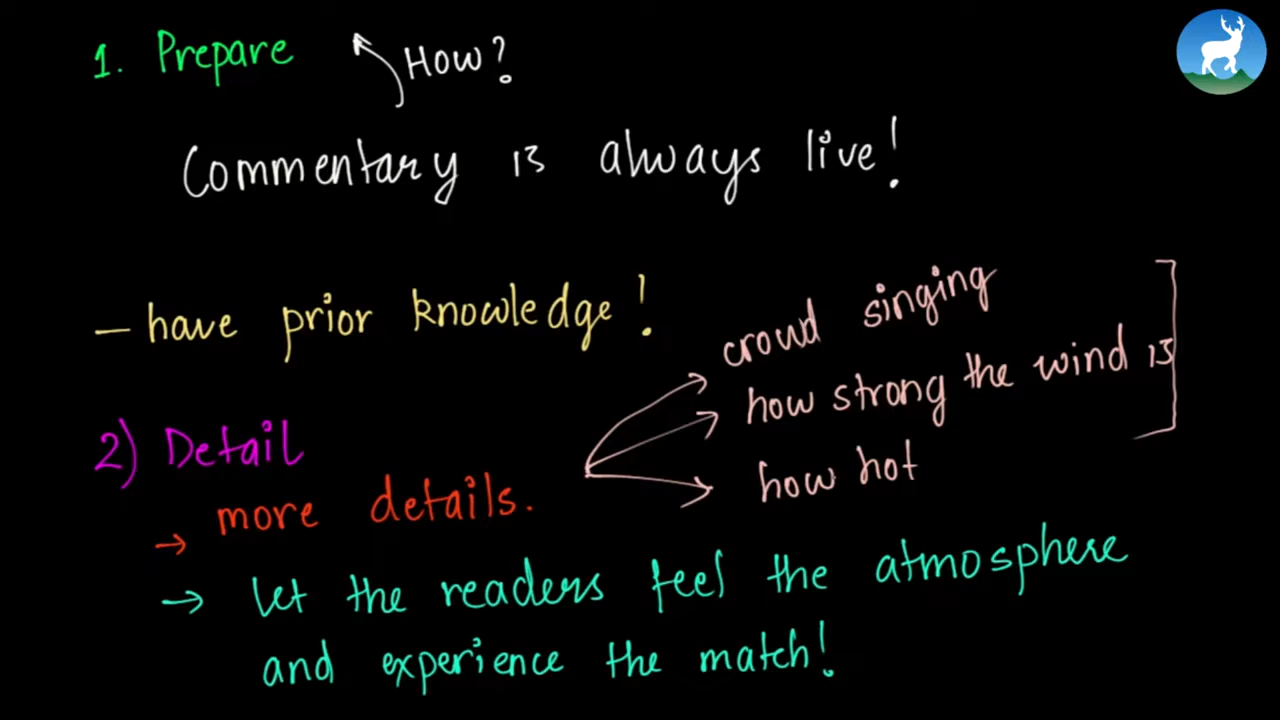 1. Prepare
How?
Commentary is always live!
– have prior knowledge!
crowd singing
how strong the wind is
how hot
2) Detail
→ more details.
→ let the readers feel the atmosphere
and experience the match!